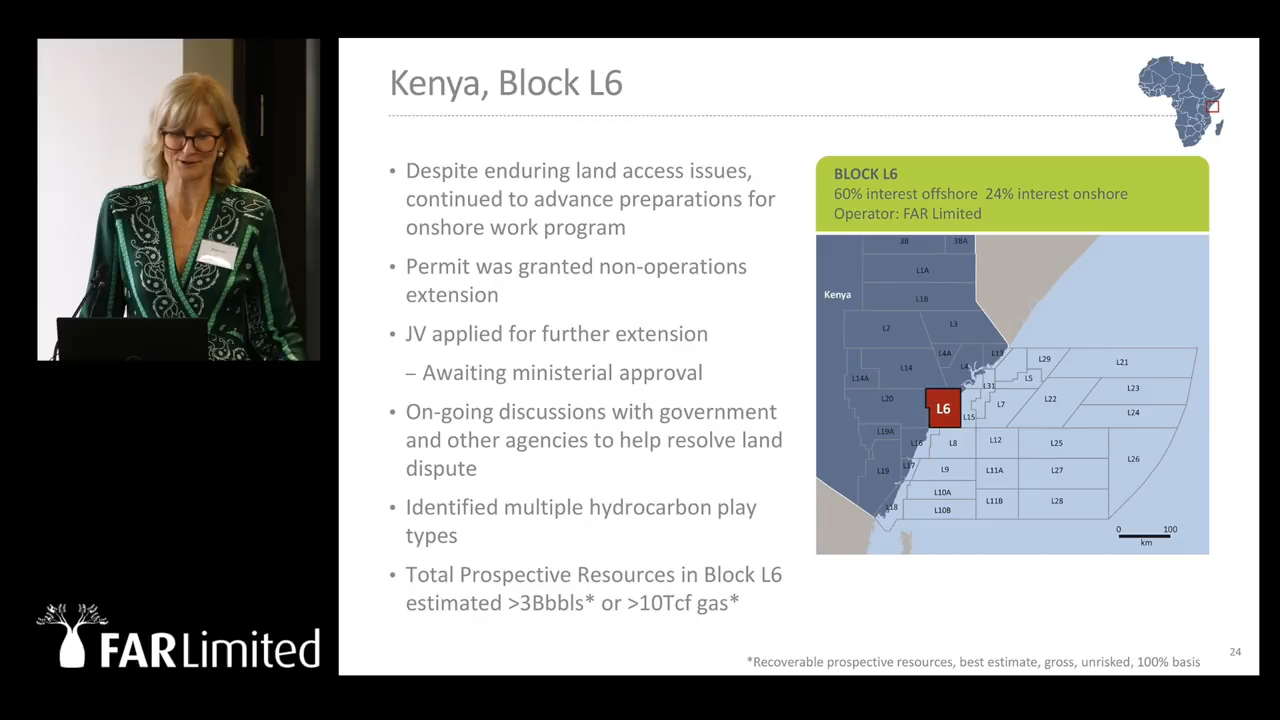 Kenya, Block L6
• Despite enduring land access issues,
continued to advance preparations for
onshore work program
• Permit was granted non-operations
extension
• JV applied for further extension
– Awaiting ministerial approval
• On-going discussions with government
and other agencies to help resolve land
dispute
• Identified multiple hydrocarbon play
types
• Total Prospective Resources in Block L6
estimated >3Bbbls* or >10Tcf gas*
BLOCK L6
60% interest offshore 24% interest onshore
Operator: FAR Limited
3B
3BA
L1A
Kenya
L1B
L2
L3
L4A
L13
L4
L14
L14A
L29
L21
L5
L31
L23
L20
L6
L7
L22
L24
L15
L19A
L16
L8
L12
L25
L26
L19
L17
L9
L11A
L27
L10A
L11B
L28
L18
L10B
0 100
km
FAR Limited
24
*Recoverable prospective resources, best estimate, gross, unrisked, 100% basis